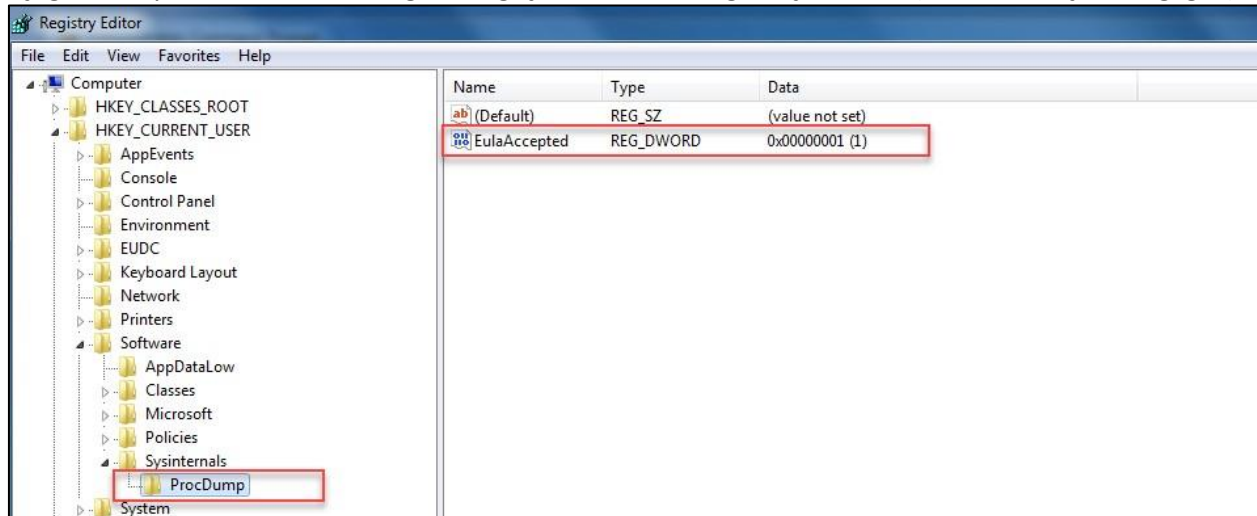 Registry Editor
File Edit View Favorites Help
Computer
HKEY_CLASSES_ROOT
HKEY_CURRENT_USER
AppEvents
Console
Control Panel
Environment
EUDC
Keyboard Layout
Network
Printers
Software
AppDataLow
Classes
Microsoft
Policies
Sysinternals
ProcDump
System
Name Type Data
(Default) REG_SZ (value not set)
EulaAccepted REG_DWORD 0x00000001 (1)